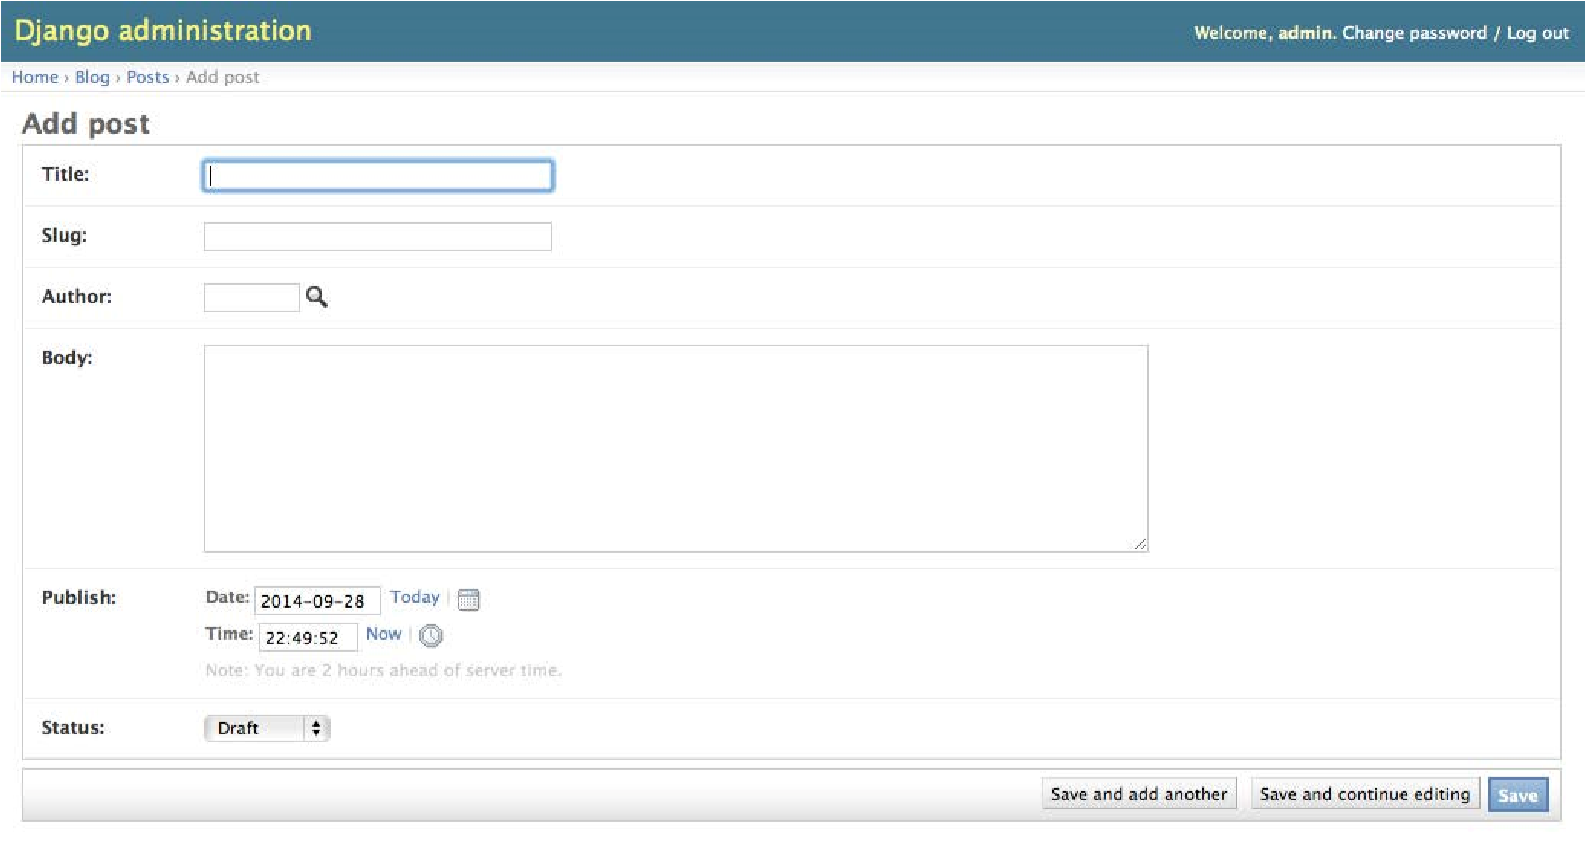 Django administration
Welcome, admin. Change password / Log out
Home › Blog › Posts › Add post
Add post
Title:
Slug:
Author:
Body:
Publish:
Date: 2014-09-28 Today |
Time: 22:49:52 Now |
Note: You are 2 hours ahead of server time.
Status:
Draft
Save and add another
Save and continue editing
Save